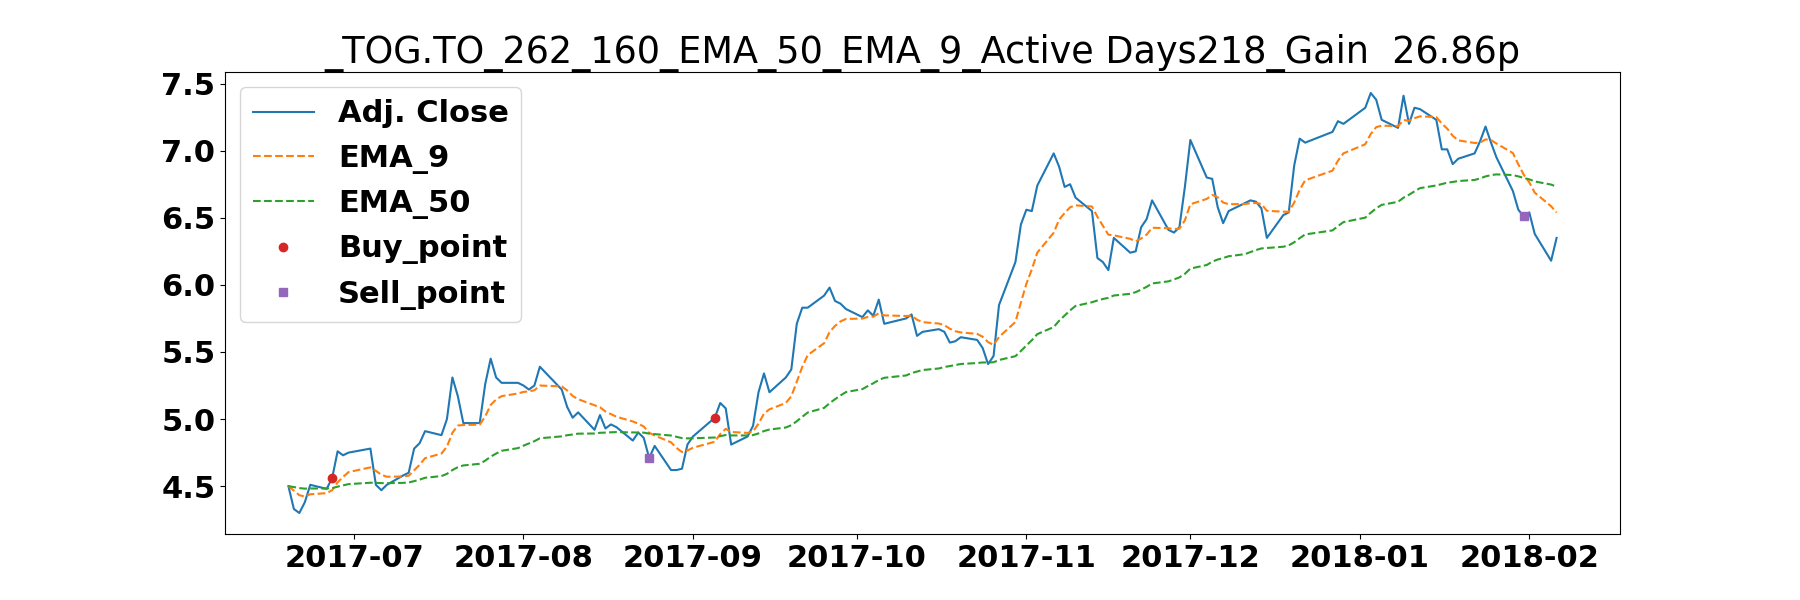 _TOG.TO_262_160_EMA_50_EMA_9_Active Days218_Gain  26.86p
7.5
7.0
6.5
6.0
5.5
5.0
4.5
Adj. Close
EMA_9
EMA_50
Buy_point
Sell_point
2017-07 2017-08 2017-09 2017-10 2017-11 2017-12 2018-01 2018-02